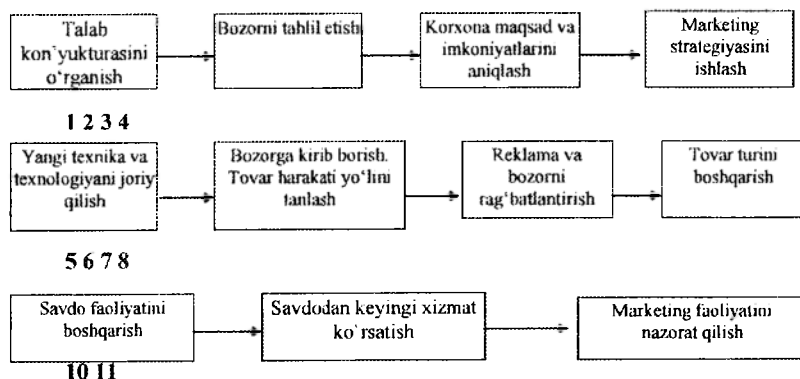 Talab
kon`yukturasini
o‘rganish
Bozorni tahlil etish
Korxona maqsad va
imkoniyatlarini
aniqlash
Marketing
strategiyasini
ishlash
1 2 3 4
Yangi texnika va
texnologiyani joriy
qilish
Bozorga kirib borish.
Tovar harakati yo‘lini
tanlash
Reklama va
bozorni
rag‘batlantirish
Tovar turini
boshqarish
5 6 7 8
Savdo faoliyatini
boshqarish
Savdodan keyingi xizmat
ko`rsatish
Marketing faoliyatini
nazorat qilish
10 11